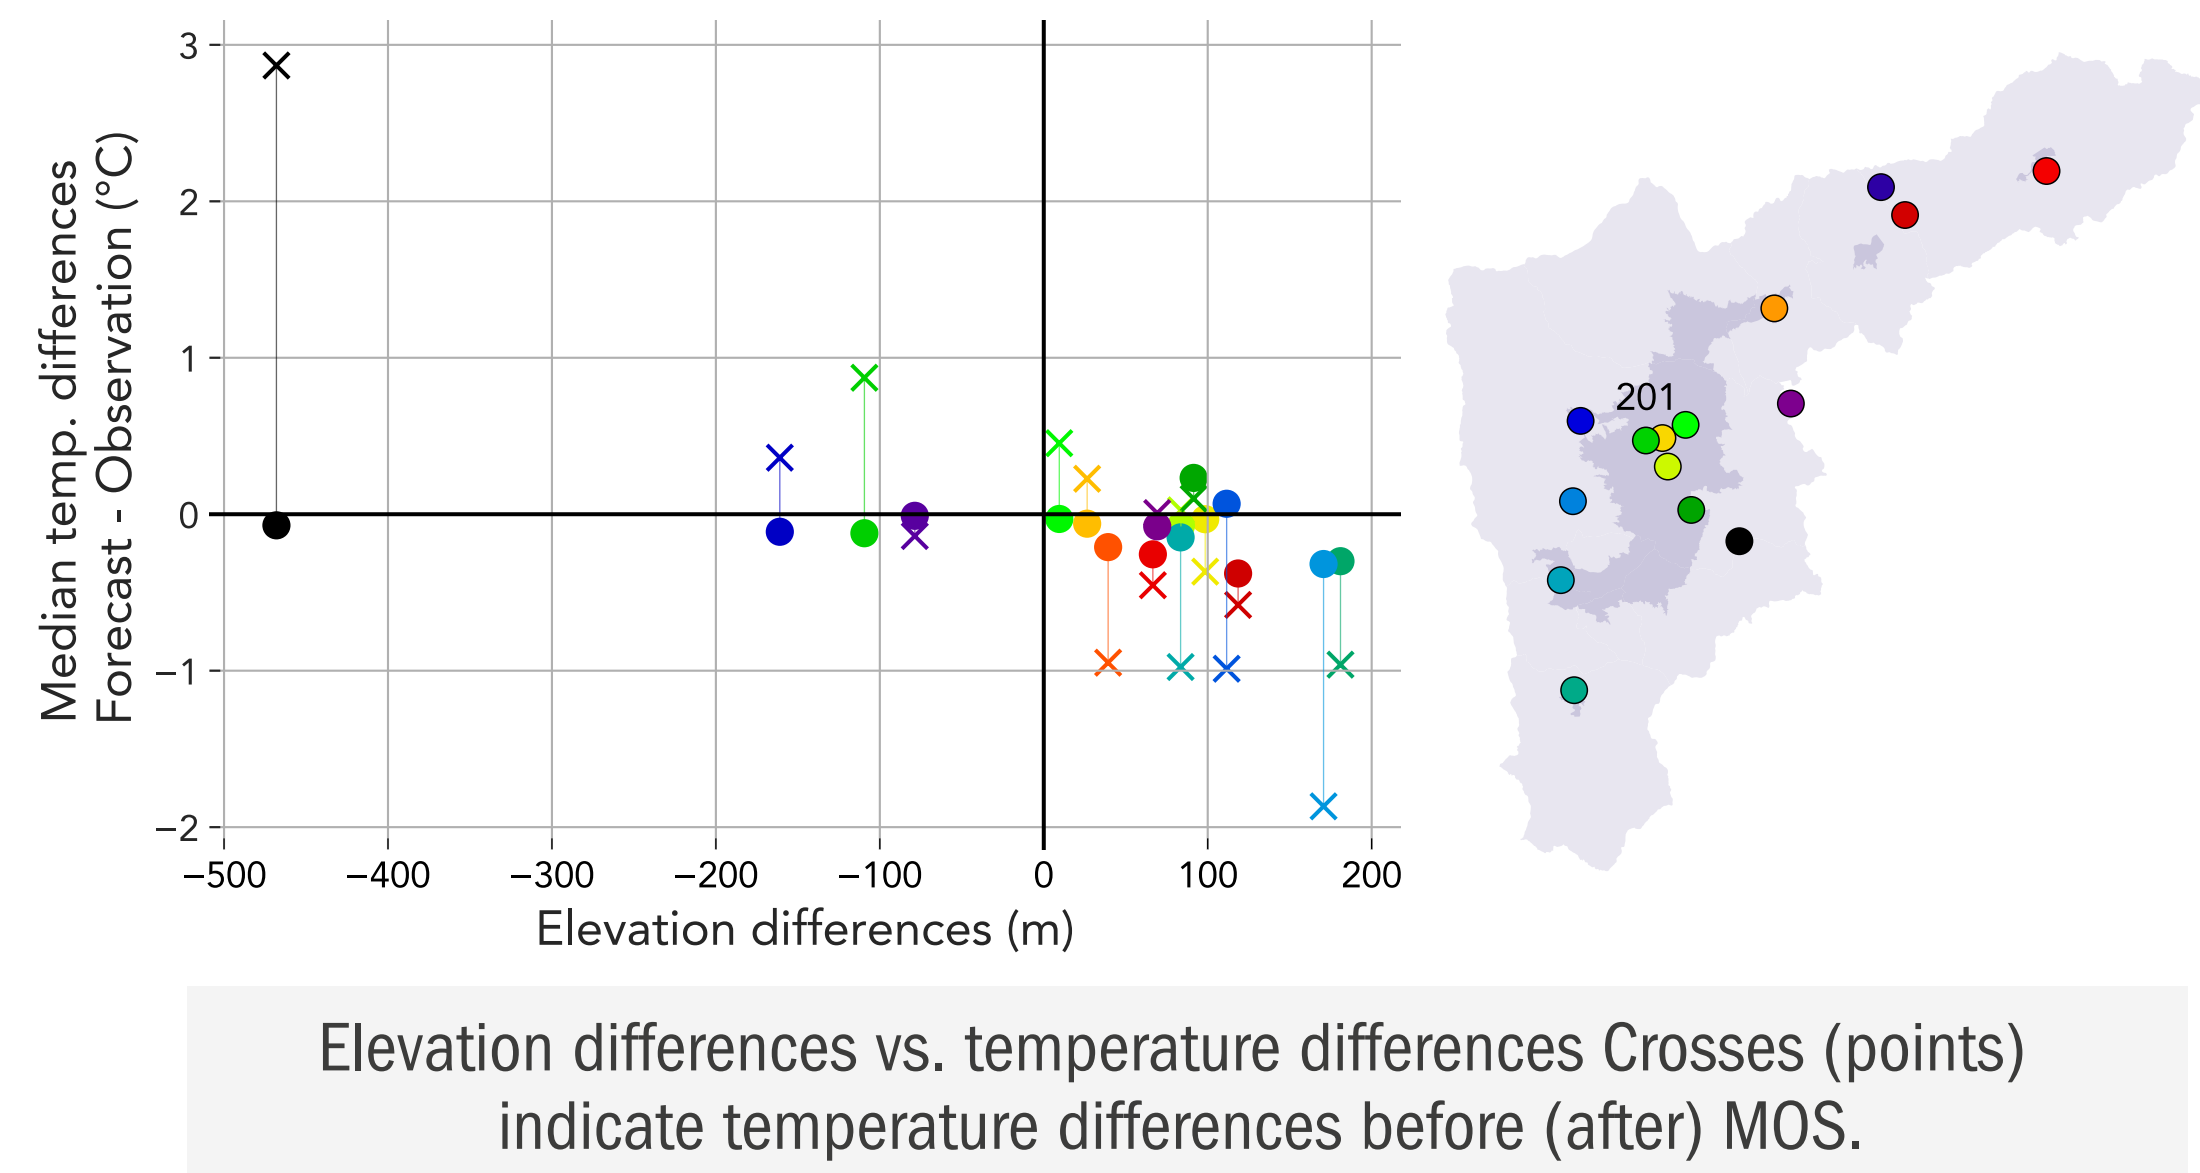 Median temp. differences
Forecast - Observation (°C)
3
2
1
0
−1
−2
−500 −400 −300 −200 −100 0 100 200
Elevation differences (m)
201
Elevation differences vs. temperature differences Crosses (points)
indicate temperature differences before (after) MOS.